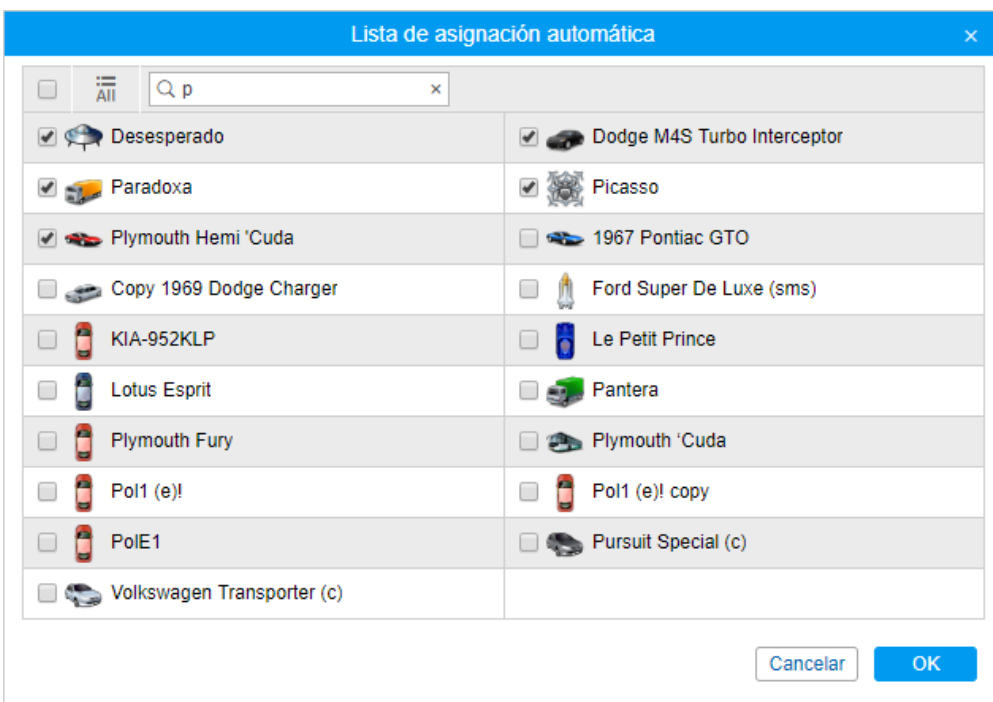 Lista de asignación automática ×
All p ×
Desesperado Dodge M4S Turbo Interceptor
Paradoxa Picasso
Plymouth Hemi 'Cuda 1967 Pontiac GTO
Copy 1969 Dodge Charger Ford Super De Luxe (sms)
KIA-952KLP Le Petit Prince
Lotus Esprit Pantera
Plymouth Fury Plymouth ‘Cuda
Pol1 (e)! Pol1 (e)! copy
PolE1 Pursuit Special (c)
Volkswagen Transporter (c)
Cancelar OK